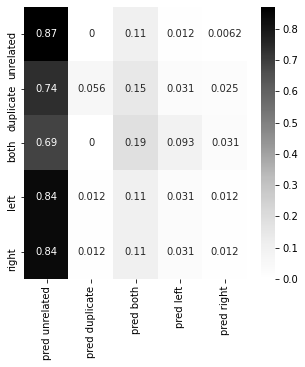 unrelated 0.87 0 0.11 0.012 0.0062
duplicate 0.74 0.056 0.15 0.031 0.025
both 0.69 0 0.19 0.093 0.031
left 0.84 0.012 0.11 0.031 0.012
right 0.84 0.012 0.11 0.031 0.012
pred unrelated pred duplicate pred both pred left pred right
0.8
0.7
0.6
0.5
0.4
0.3
0.2
0.1
0.0